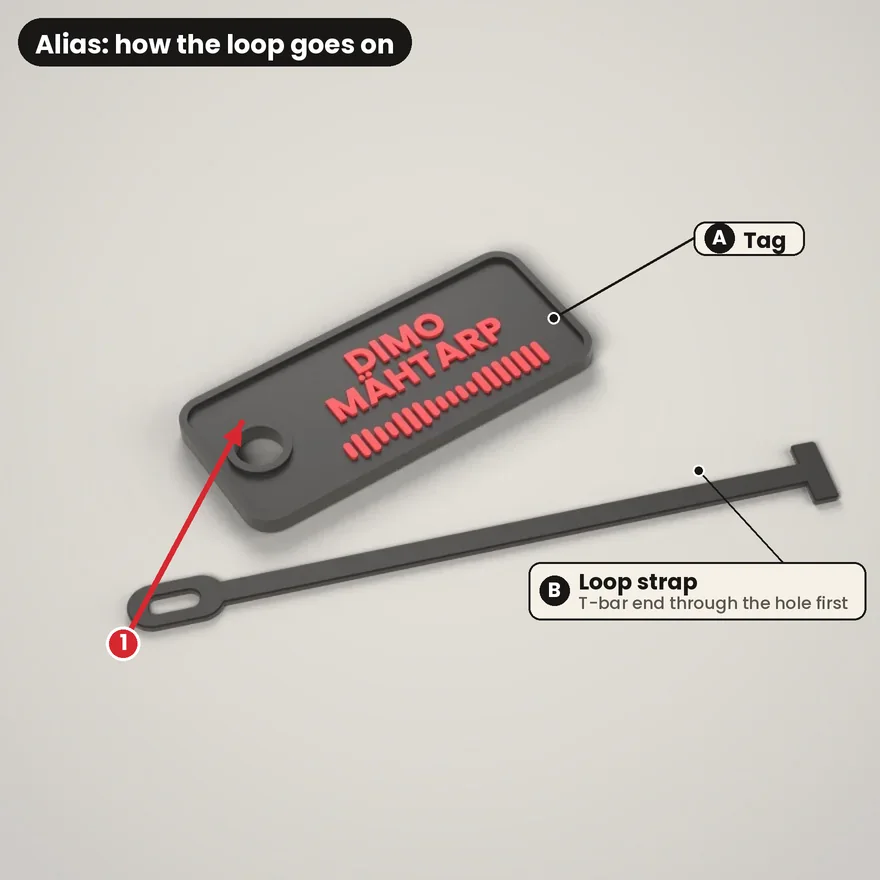 Alias: how the loop goes on
A Tag
DIMO
MÄHTARP
B Loop strap
T-bar end through the hole first
1